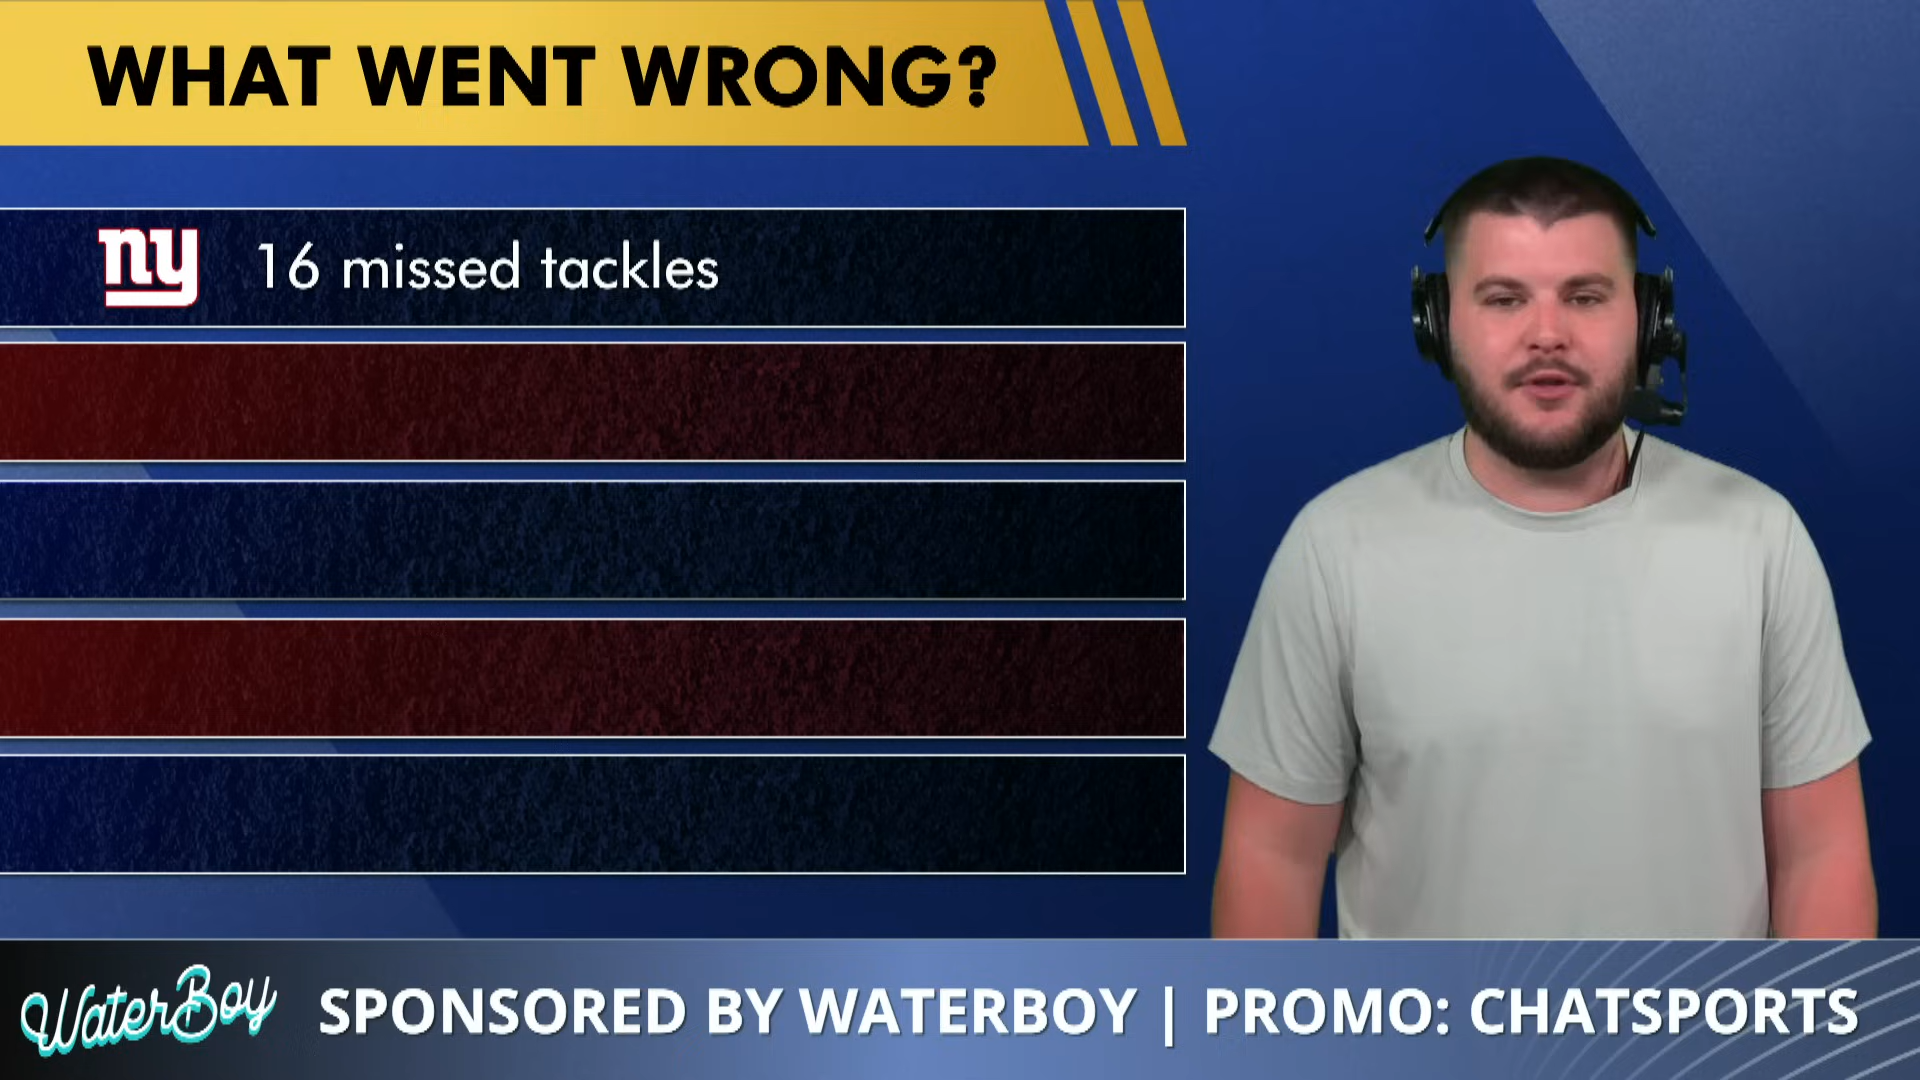 WHAT WENT WRONG?
ny 16 missed tackles
WaterBoy SPONSORED BY WATERBOY | PROMO: CHATSPORTS